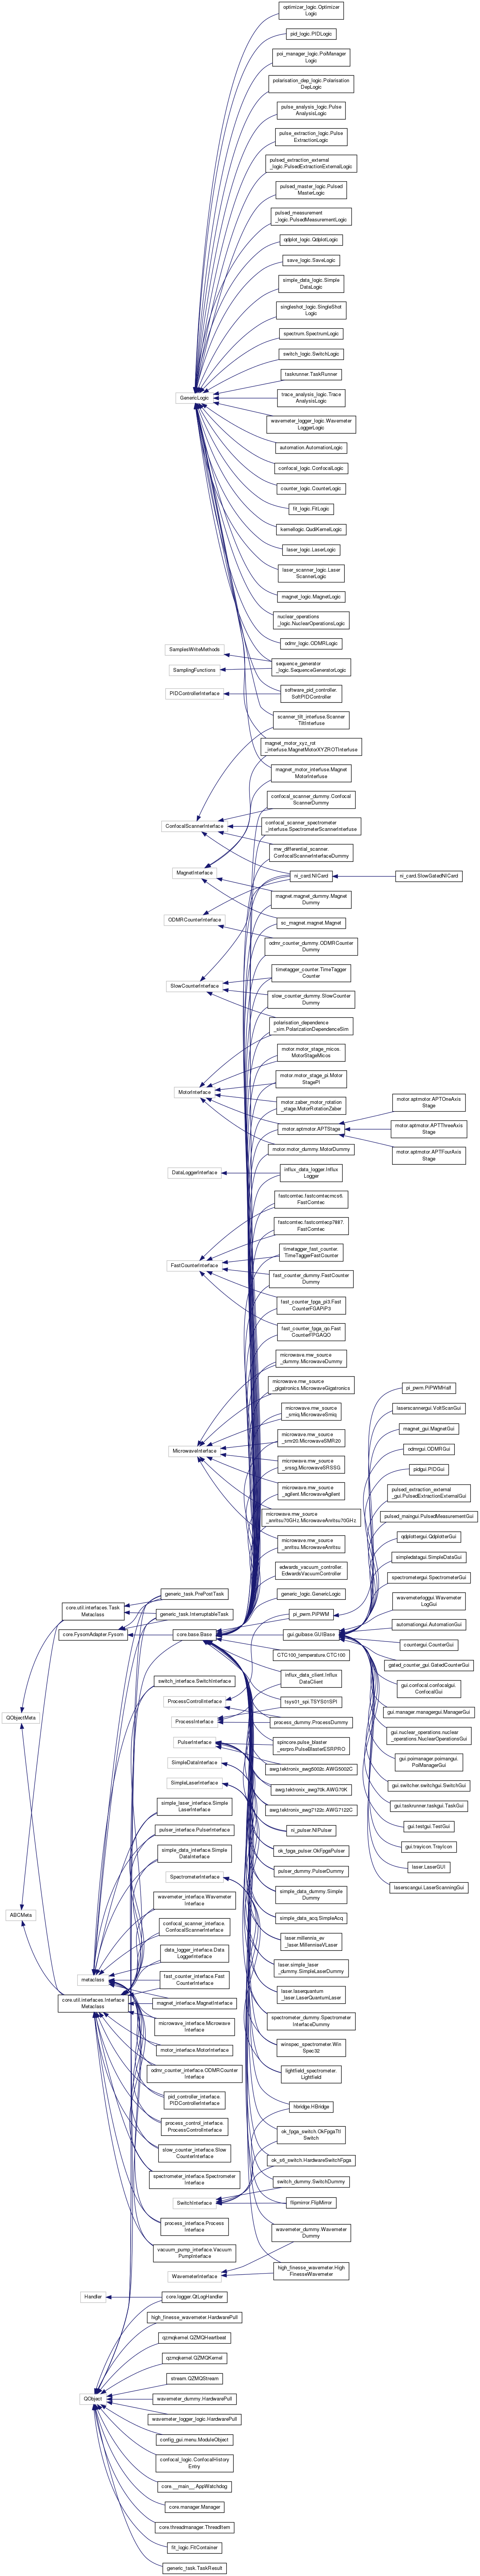 optimizer_logic.Optimizer
Logic
pid_logic.PIDLogic
poi_manager_logic.PoiManager
Logic
polarisation_dep_logic.Polarisation
DepLogic
pulse_analysis_logic.Pulse
AnalysisLogic
pulse_extraction_logic.Pulse
ExtractionLogic
pulsed_extraction_external
_logic.PulsedExtractionExternalLogic
pulsed_master_logic.Pulsed
MasterLogic
pulsed_measurement
_logic.PulsedMeasurementLogic
qdplot_logic.QdplotLogic
save_logic.SaveLogic
simple_data_logic.Simple
DataLogic
singleshot_logic.SingleShot
Logic
spectrum.SpectrumLogic
switch_logic.SwitchLogic
taskrunner.TaskRunner
GenericLogic
trace_analysis_logic.Trace
AnalysisLogic
wavemeter_logger_logic.Wavemeter
LoggerLogic
automation.AutomationLogic
confocal_logic.ConfocalLogic
counter_logic.CounterLogic
fit_logic.FitLogic
kernellogic.QudiKernelLogic
laser_logic.LaserLogic
laser_scanner_logic.Laser
ScannerLogic
magnet_logic.MagnetLogic
nuclear_operations
_logic.NuclearOperationsLogic
odmr_logic.ODMRLogic
SamplesWriteMethods
sequence_generator
_logic.SequenceGeneratorLogic
SamplingFunctions
PIDControllerInterface
software_pid_controller.
SoftPIDController
scanner_tilt_interfuse.Scanner
TiltInterfuse
magnet_motor_xyz_rot
_interfuse.MagnetMotorXYZROTInterfuse
magnet_motor_interfuse.Magnet
MotorInterfuse
confocal_scanner_dummy.Confocal
ScannerDummy
ConfocalScannerInterface
confocal_scanner_spectrometer
_interfuse.SpectrometerScannerInterfuse
mw_differential_scanner.
ConfocalScannerInterfaceDummy
MagnetInterface
ni_card.NICard
ni_card.SlowGatedNICard
magnet.magnet_dummy.Magnet
Dummy
ODMRCounterInterface
sc_magnet.magnet.Magnet
odmr_counter_dummy.ODMRCounter
Dummy
timetagger_counter.TimeTagger
Counter
SlowCounterInterface
slow_counter_dummy.SlowCounter
Dummy
polarisation_dependence
_sim.PolarizationDependenceSim
motor.motor_stage_micos.
MotorStageMicos
motor.motor_stage_pi.Motor
StagePI
MotorInterface
motor.zaber_motor_rotation
_stage.MotorRotationZaber
motor.aptmotor.APTOneAxis
Stage
motor.aptmotor.APTStage
motor.aptmotor.APTThreeAxis
Stage
motor.motor_dummy.MotorDummy
motor.aptmotor.APTFourAxis
Stage
DataLoggerInterface
influx_data_logger.Influx
Logger
fastcomtec.fastcomtecmcs6.
FastComtec
fastcomtec.fastcomtecp7887.
FastComtec
timetagger_fast_counter.
TimeTaggerFastCounter
FastCounterInterface
fast_counter_dummy.FastCounter
Dummy
fast_counter_fpga_pi3.Fast
CounterFGAPiP3
fast_counter_fpga_qo.Fast
CounterFPGAQO
microwave.mw_source
_dummy.MicrowaveDummy
microwave.mw_source
_gigatronics.MicrowaveGigatronics
pi_pwm.PiPWMHalf
microwave.mw_source
_smiq.MicrowaveSmiq
laserscannergui.VoltScanGui
magnet_gui.MagnetGui
microwave.mw_source
_smr20.MicrowaveSMR20
MicrowaveInterface
odmrgui.ODMRGui
microwave.mw_source
_srssg.MicrowaveSRSSG
pidgui.PIDGui
microwave.mw_source
_agilent.MicrowaveAgilent
pulsed_extraction_external
_gui.PulsedExtractionExternalGui
microwave.mw_source
_anritsu70GHz.MicrowaveAnritsu70GHz
pulsed_maingui.PulsedMeasurementGui
microwave.mw_source
_anritsu.MicrowaveAnritsu
qdplottergui.QdplotterGui
simpledatagui.SimpleDataGui
edwards_vacuum_controller.
EdwardsVacuumController
spectrometergui.SpectrometerGui
generic_task.PrePostTask
generic_logic.GenericLogic
wavemeterloggui.Wavemeter
LogGui
core.util.interfaces.Task
Metaclass
generic_task.InterruptableTask
pi_pwm.PiPWM
automationgui.AutomationGui
core.FysomAdapter.Fysom
core.base.Base
gui.guibase.GUIBase
countergui.CounterGui
CTC100_temperature.CTC100
gated_counter_gui.GatedCounterGui
switch_interface.SwitchInterface
influx_data_client.Influx
DataClient
gui.confocal.confocalgui.
ConfocalGui
ProcessControlInterface
tsys01_spi.TSYS01SPI
gui.manager.managergui.ManagerGui
QObjectMeta
ProcessInterface
process_dummy.ProcessDummy
gui.nuclear_operations.nuclear
_operations.NuclearOperationsGui
PulserInterface
spincore.pulse_blaster
_esrpro.PulseBlasterESRPRO
gui.poimanager.poimangui.
PoiManagerGui
SimpleDataInterface
awg.tektronix_awg5002c.AWG5002C
gui.switcher.switchgui.SwitchGui
SimpleLaserInterface
awg.tektronix_awg70k.AWG70K
gui.taskrunner.taskgui.TaskGui
simple_laser_interface.Simple
LaserInterface
awg.tektronix_awg7122c.AWG7122C
gui.testgui.TestGui
pulser_interface.PulserInterface
ni_pulser.NIPulser
gui.trayicon.TrayIcon
simple_data_interface.Simple
DataInterface
ok_fpga_pulser.OkFpgaPulser
laser.LaserGUI
SpectrometerInterface
pulser_dummy.PulserDummy
laserscangui.LaserScanningGui
wavemeter_interface.Wavemeter
Interface
simple_data_dummy.Simple
Dummy
ABCMeta
confocal_scanner_interface.
ConfocalScannerInterface
simple_data_acq.SimpleAcq
data_logger_interface.Data
LoggerInterface
laser.millennia_ev
_laser.MillenniaeVLaser
metaclass
fast_counter_interface.Fast
CounterInterface
laser.simple_laser
_dummy.SimpleLaserDummy
core.util.interfaces.Interface
Metaclass
magnet_interface.MagnetInterface
laser.laserquantum
_laser.LaserQuantumLaser
microwave_interface.Microwave
Interface
spectrometer_dummy.Spectrometer
InterfaceDummy
motor_interface.MotorInterface
winspec_spectrometer.Win
Spec32
odmr_counter_interface.ODMRCounter
Interface
lightfield_spectrometer.
Lightfield
pid_controller_interface.
PIDControllerInterface
hbridge.HBridge
process_control_interface.
ProcessControlInterface
ok_fpga_switch.OkFpgaTtl
Switch
slow_counter_interface.Slow
CounterInterface
ok_s6_switch.HardwareSwitchFpga
spectrometer_interface.Spectrometer
Interface
switch_dummy.SwitchDummy
SwitchInterface
flipmirror.FlipMirror
process_interface.Process
Interface
wavemeter_dummy.Wavemeter
Dummy
vacuum_pump_interface.Vacuum
PumpInterface
WavemeterInterface
high_finesse_wavemeter.High
FinesseWavemeter
Handler
core.logger.QtLogHandler
high_finesse_wavemeter.HardwarePull
qzmqkernel.QZMQHeartbeat
qzmqkernel.QZMQKernel
stream.QZMQStream
QObject
wavemeter_dummy.HardwarePull
wavemeter_logger_logic.HardwarePull
config_gui.menu.ModuleObject
confocal_logic.ConfocalHistory
Entry
core.__main__.AppWatchdog
core.manager.Manager
core.threadmanager.ThreadItem
fit_logic.FitContainer
generic_task.TaskResult